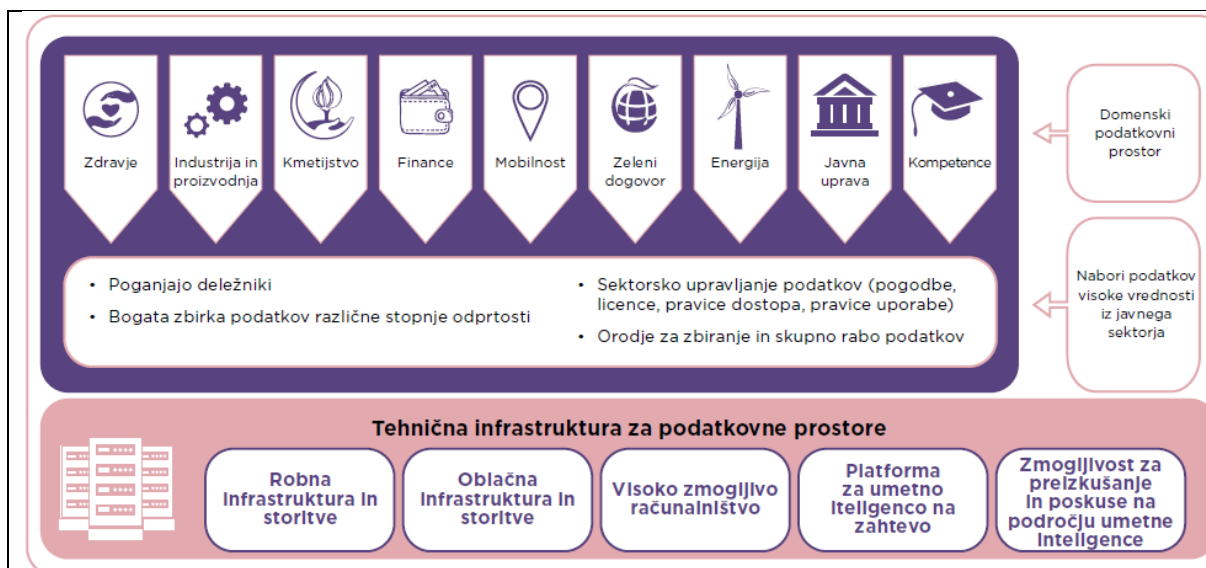 Zdravje
Industrija in
proizvodnja
Kmetijstvo
Finance
Mobilnost
Zeleni
dogovor
Energija
Javna
uprava
Kompetence
Domenski
podatkovni
prostor
• Poganjajo deležniki
• Bogata zbirka podatkov različne stopnje odprtosti
• Sektorsko upravljanje podatkov (pogodbe,
licence, pravice dostopa, pravice uporabe)
• Orodje za zbiranje in skupno rabo podatkov
Nabori podatkov
visoke vrednosti
iz javnega
sektorja
Tehnična infrastruktura za podatkovne prostore
Robna
infrastruktura in
storitve
Oblačna
infrastruktura in
storitve
Visoko zmogljivo
računalništvo
Platforma
za umetno
iteligenco na
zahtevo
Zmogljivost za
preizkušanje
in poskuse na
področju umetne
inteligence